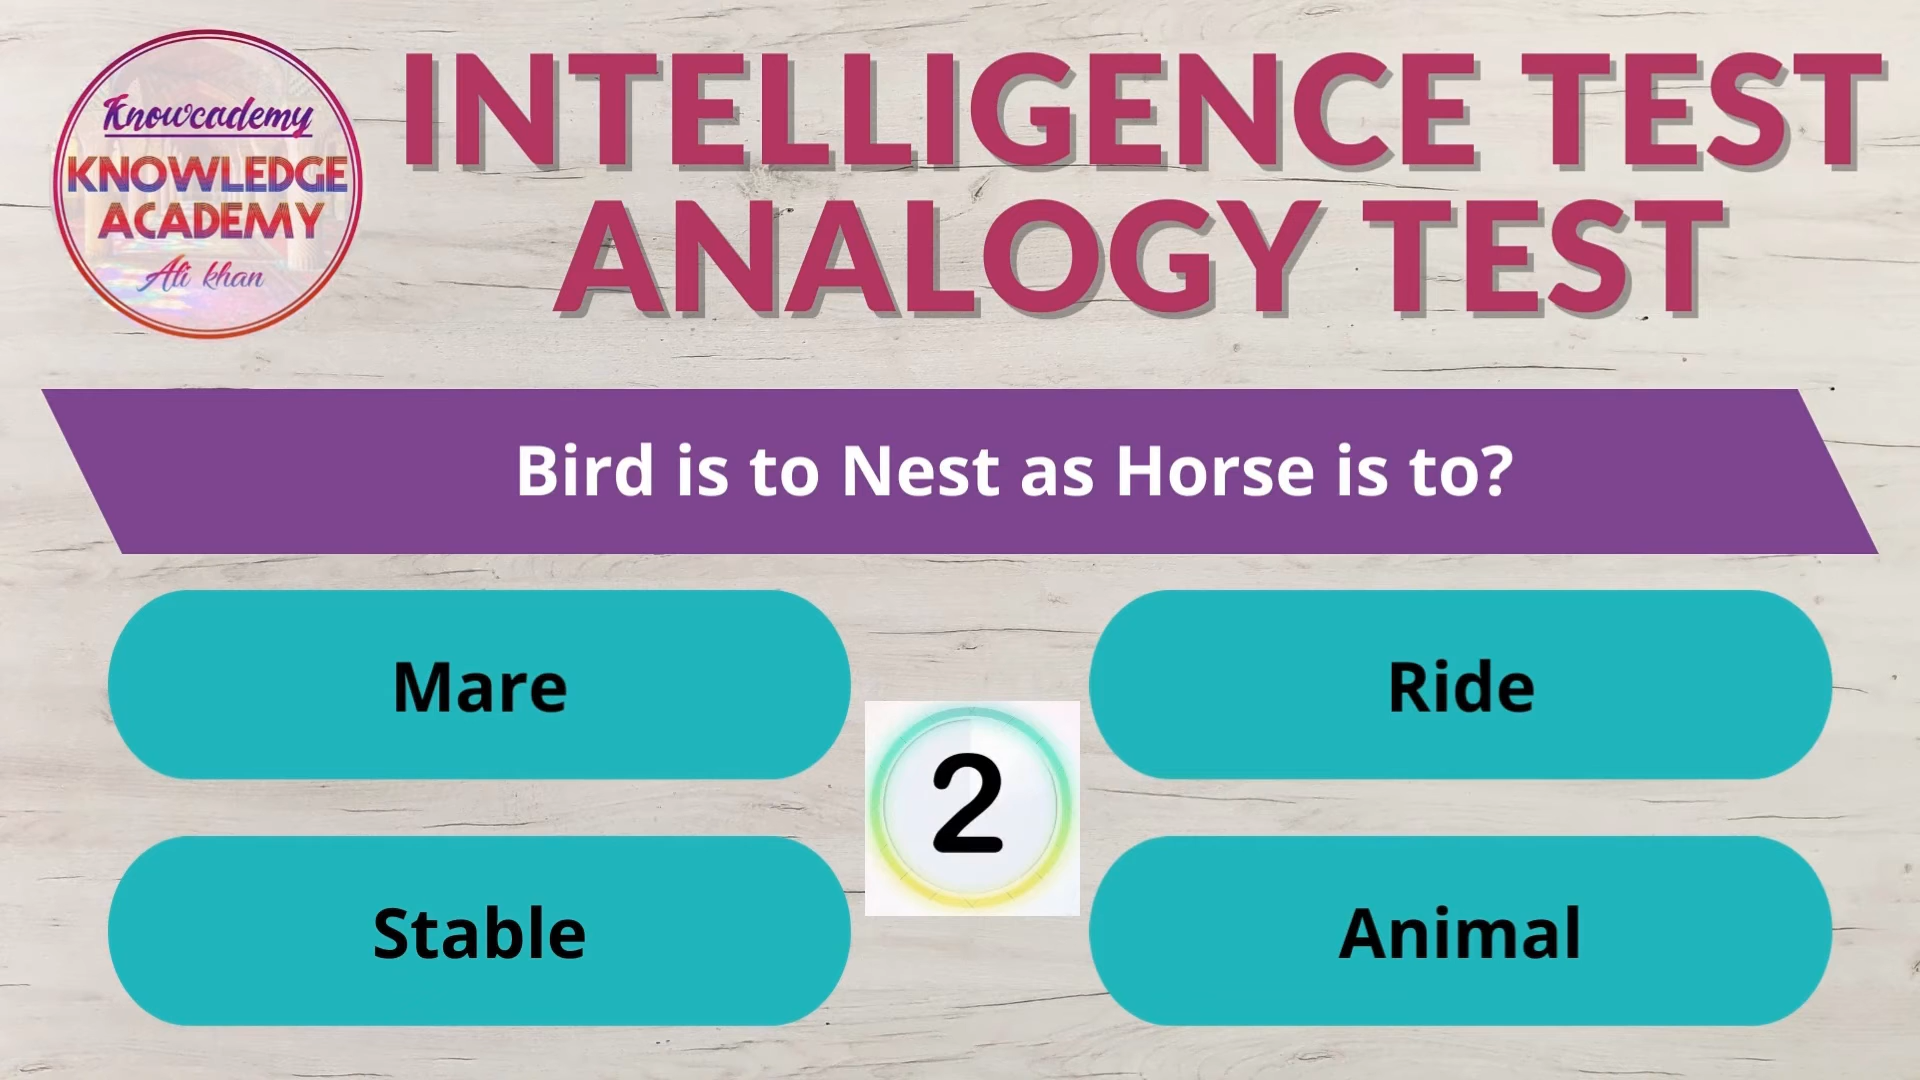 Knowcademy
KNOWLEDGE
ACADEMY
Ali khan
INTELLIGENCE TEST
ANALOGY TEST
Bird is to Nest as Horse is to?
Mare
Ride
2
Stable
Animal